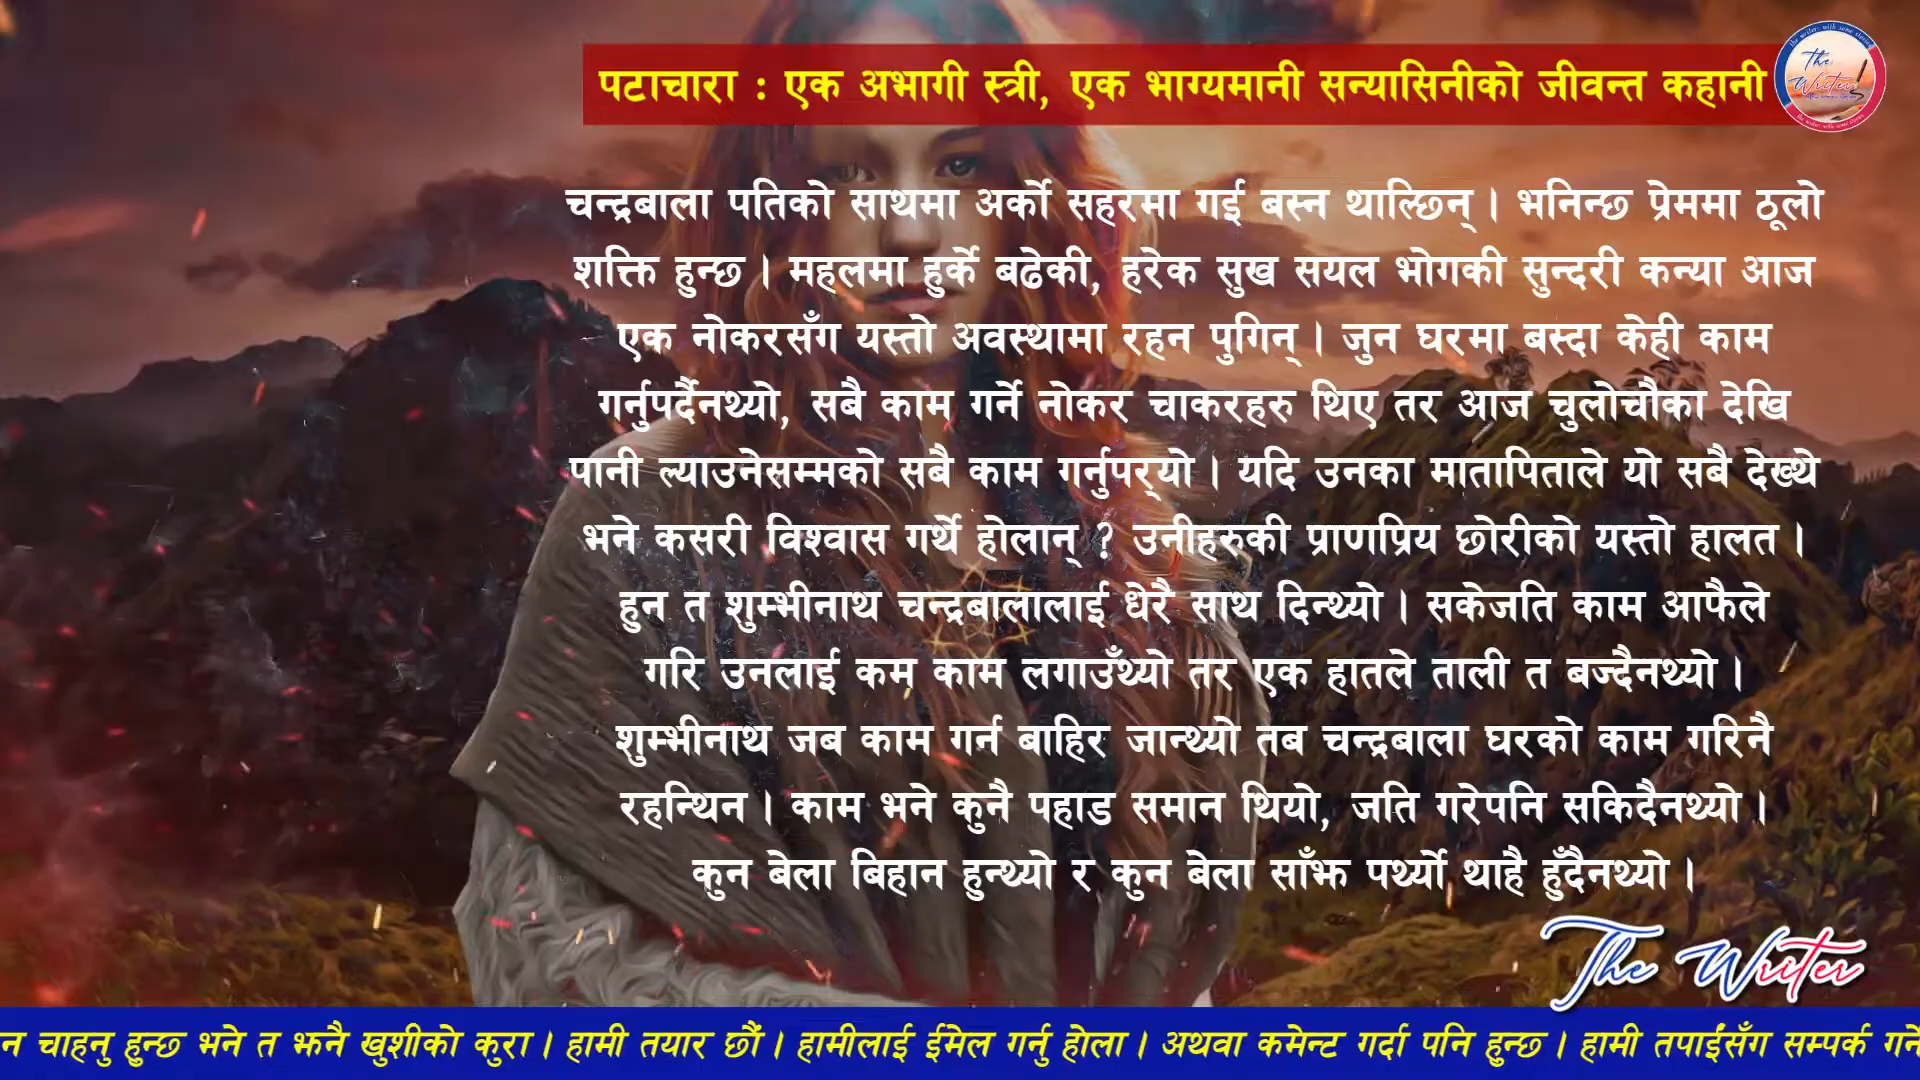 पटाचारा : एक अभागी स्त्री, एक भाग्यमानी सन्यासिनीको जीवन्त कहानी
The Writer
चन्द्रबाला पतिको साथमा अर्को सहरमा गई बस्न थाल्छिन् । भनिन्छ प्रेममा ठूलो
शक्ति हुन्छ । महलमा हुर्के बढेकी, हरेक सुख सयल भोगकी सुन्दरी कन्या आज
एक नोकरसँग यस्तो अवस्थामा रहन पुगिन् । जुन घरमा बस्दा केही काम
गर्नुपर्दैनथ्यो, सबै काम गर्ने नोकर चाकरहरु थिए तर आज चुलोचौका देखि
पानी ल्याउनेसम्मको सबै काम गर्नुपर्‍यो । यदि उनका मातापिताले यो सबै देख्थे
भने कसरी विश्वास गर्थे होलान् ? उनीहरुकी प्राणप्रिय छोरीको यस्तो हालत ।
हुन त शुम्भीनाथ चन्द्रबालालाई धेरै साथ दिन्थ्यो । सकेजति काम आफैले
गरि उनलाई कम काम लगाउँथ्यो तर एक हातले ताली त बज्दैनथ्यो ।
शुम्भीनाथ जब काम गर्न बाहिर जान्थ्यो तब चन्द्रबाला घरको काम गरिनै
रहन्थिन । काम भने कुनै पहाड समान थियो, जति गरेपनि सकिदैनथ्यो ।
कुन बेला बिहान हुन्थ्यो र कुन बेला साँझ पर्थ्यो थाहै हुँदैनथ्यो ।
The Writer
न चाहनु हुन्छ भने त झनै खुशीको कुरा । हामी तयार छौं । हामीलाई ईमेल गर्नु होला । अथवा कमेन्ट गर्दा पनि हुन्छ । हामी तपाईंसँग सम्पर्क गर्ने